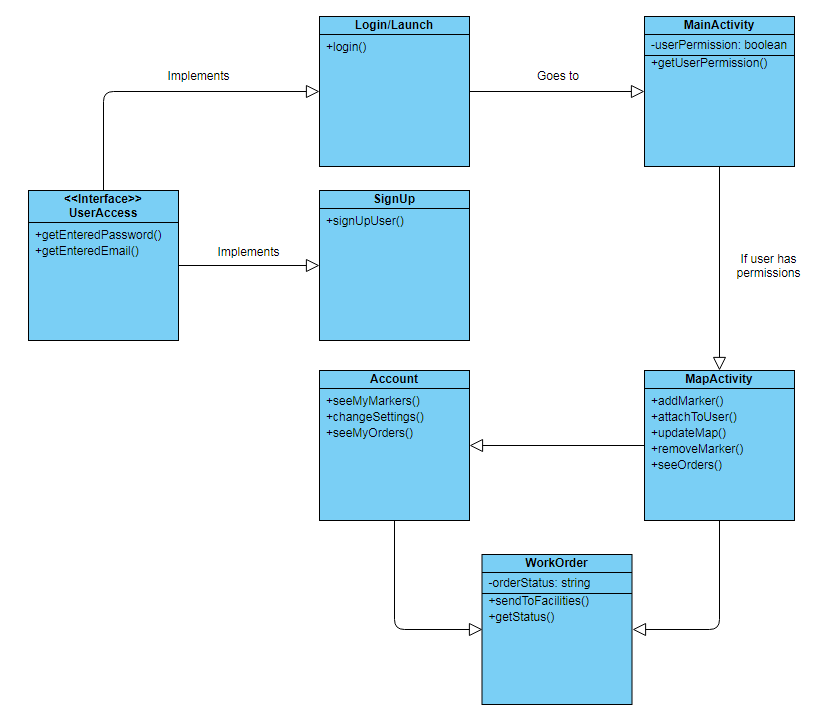 Login/Launch
+login()
MainActivity
-userPermission: boolean
+getUserPermission()
Implements
Goes to
<<Interface>>
UserAccess
+getEnteredPassword()
+getEnteredEmail()
SignUp
+signUpUser()
Implements
If user has
permissions
Account
+seeMyMarkers()
+changeSettings()
+seeMyOrders()
MapActivity
+addMarker()
+attachToUser()
+updateMap()
+removeMarker()
+seeOrders()
WorkOrder
-orderStatus: string
+sendToFacilities()
+getStatus()